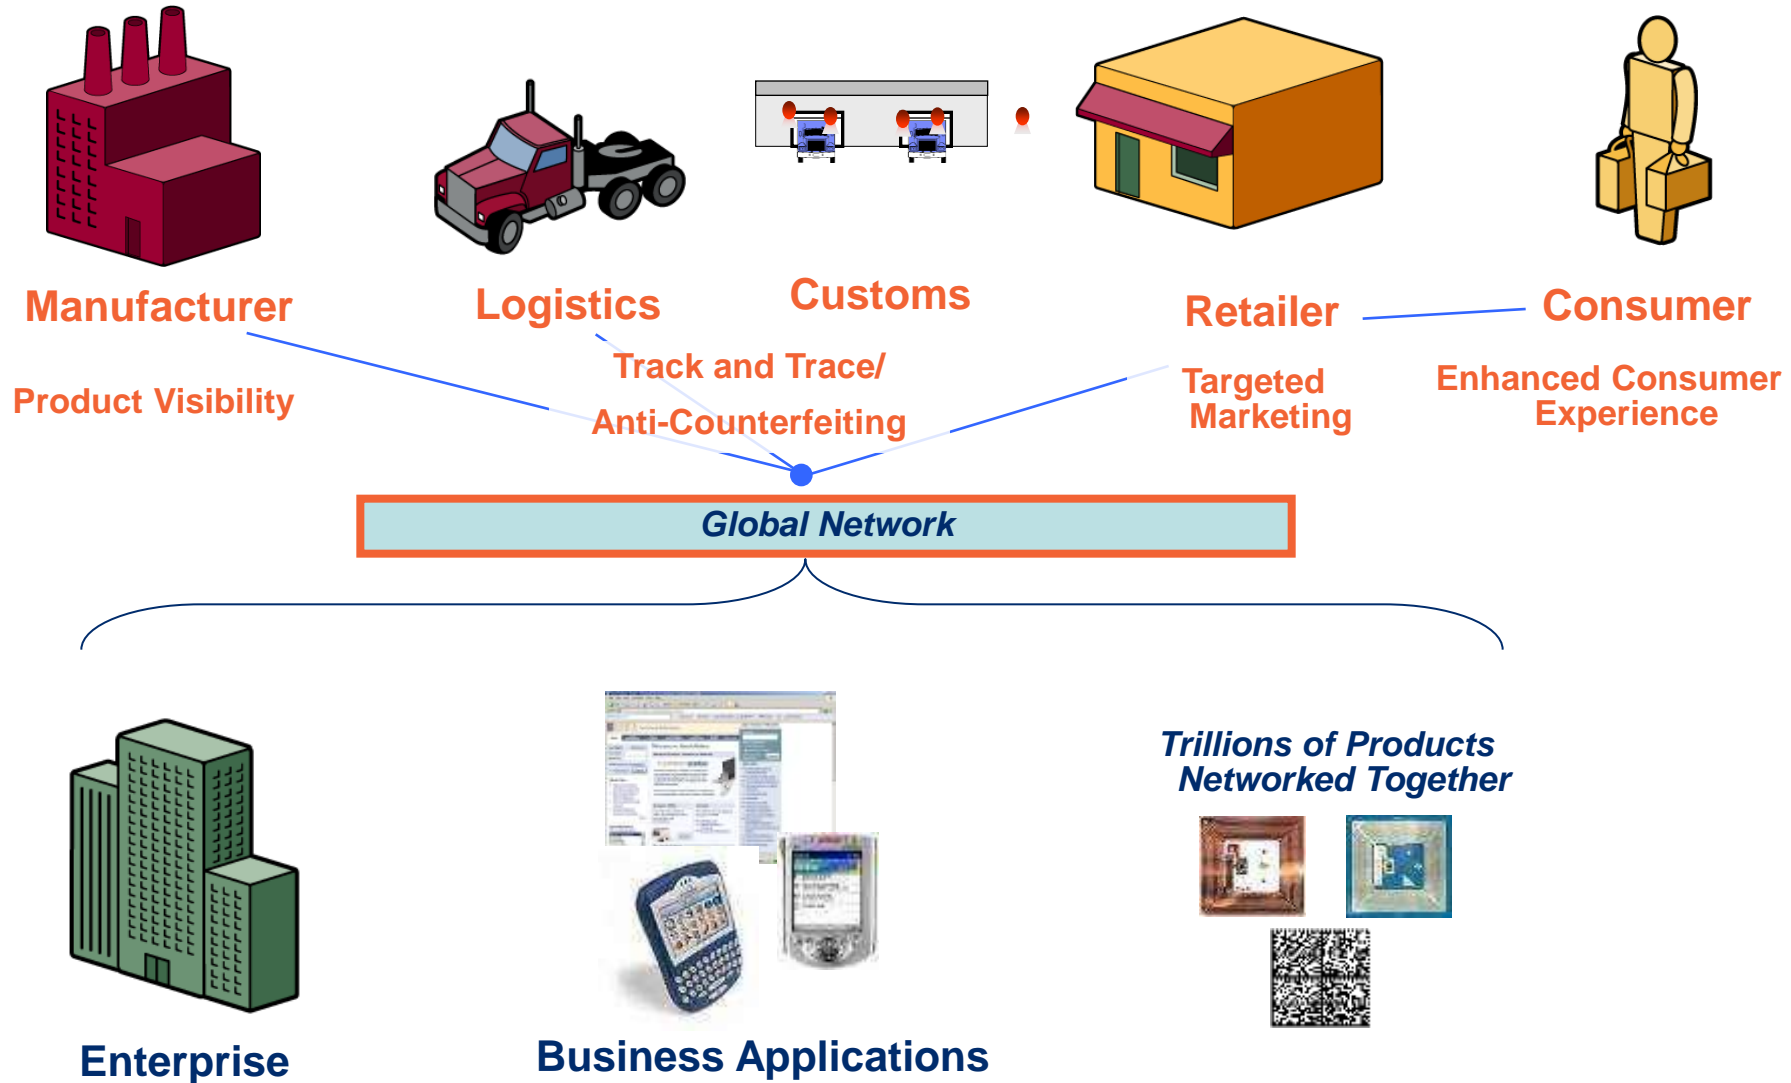 Manufacturer
Logistics
Customs
Retailer
Consumer
Product Visibility
Track and Trace/
Anti-Counterfeiting
Targeted
Marketing
Enhanced Consumer
Experience
Global Network
Trillions of Products
Networked Together
Enterprise
Business Applications